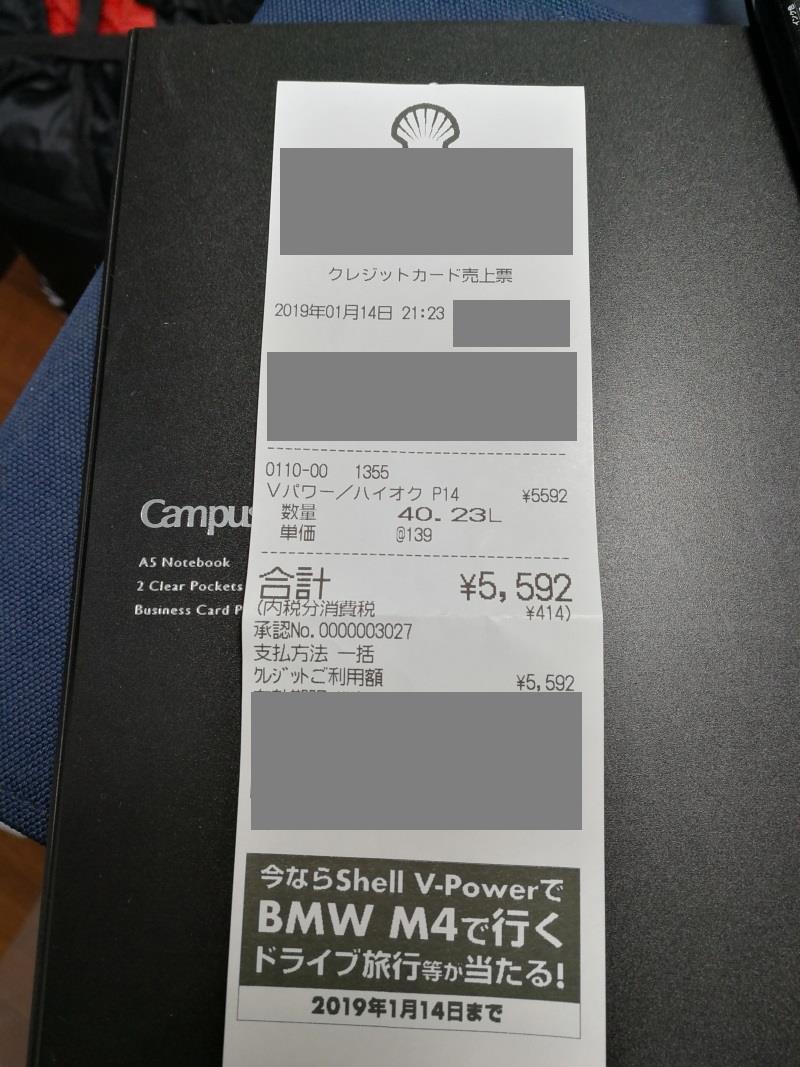 クレジットカード売上票
2019年01月14日 21:23
0110-00 1355
Vパワー/ハイオク P14 ¥5592
数量 40.23L
単価 @139
合計 ¥5,592
(内税分消費税 ¥414)
承認No.0000003027
支払方法 一括
クレジットご利用額 ¥5,592
今ならShell V-Powerで
BMW M4で行く
ドライブ旅行等が当たる!
2019年1月14日まで
Campus
A5 Notebook
2 Clear Pockets
Business Card P